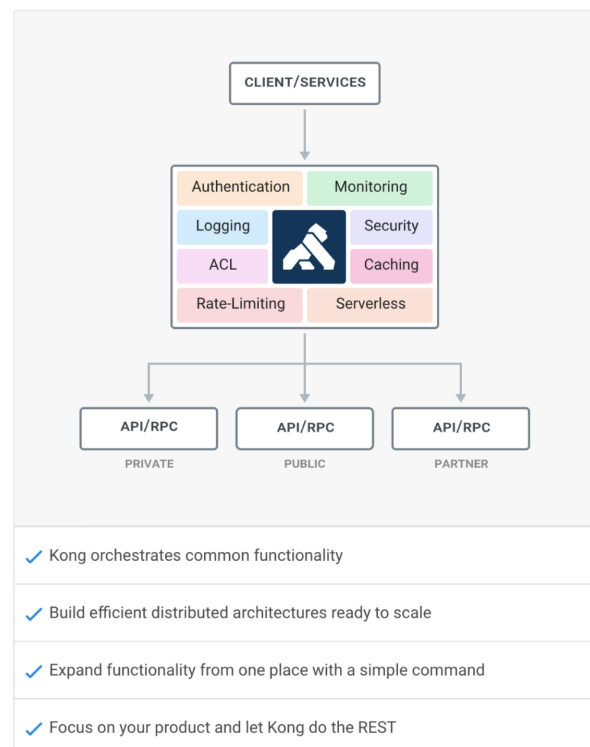 CLIENT/SERVICES
Authentication Monitoring
Logging Security
ACL Caching
Rate-Limiting Serverless
API/RPC API/RPC API/RPC
PRIVATE PUBLIC PARTNER
Kong orchestrates common functionality
Build efficient distributed architectures ready to scale
Expand functionality from one place with a simple command
Focus on your product and let Kong do the REST